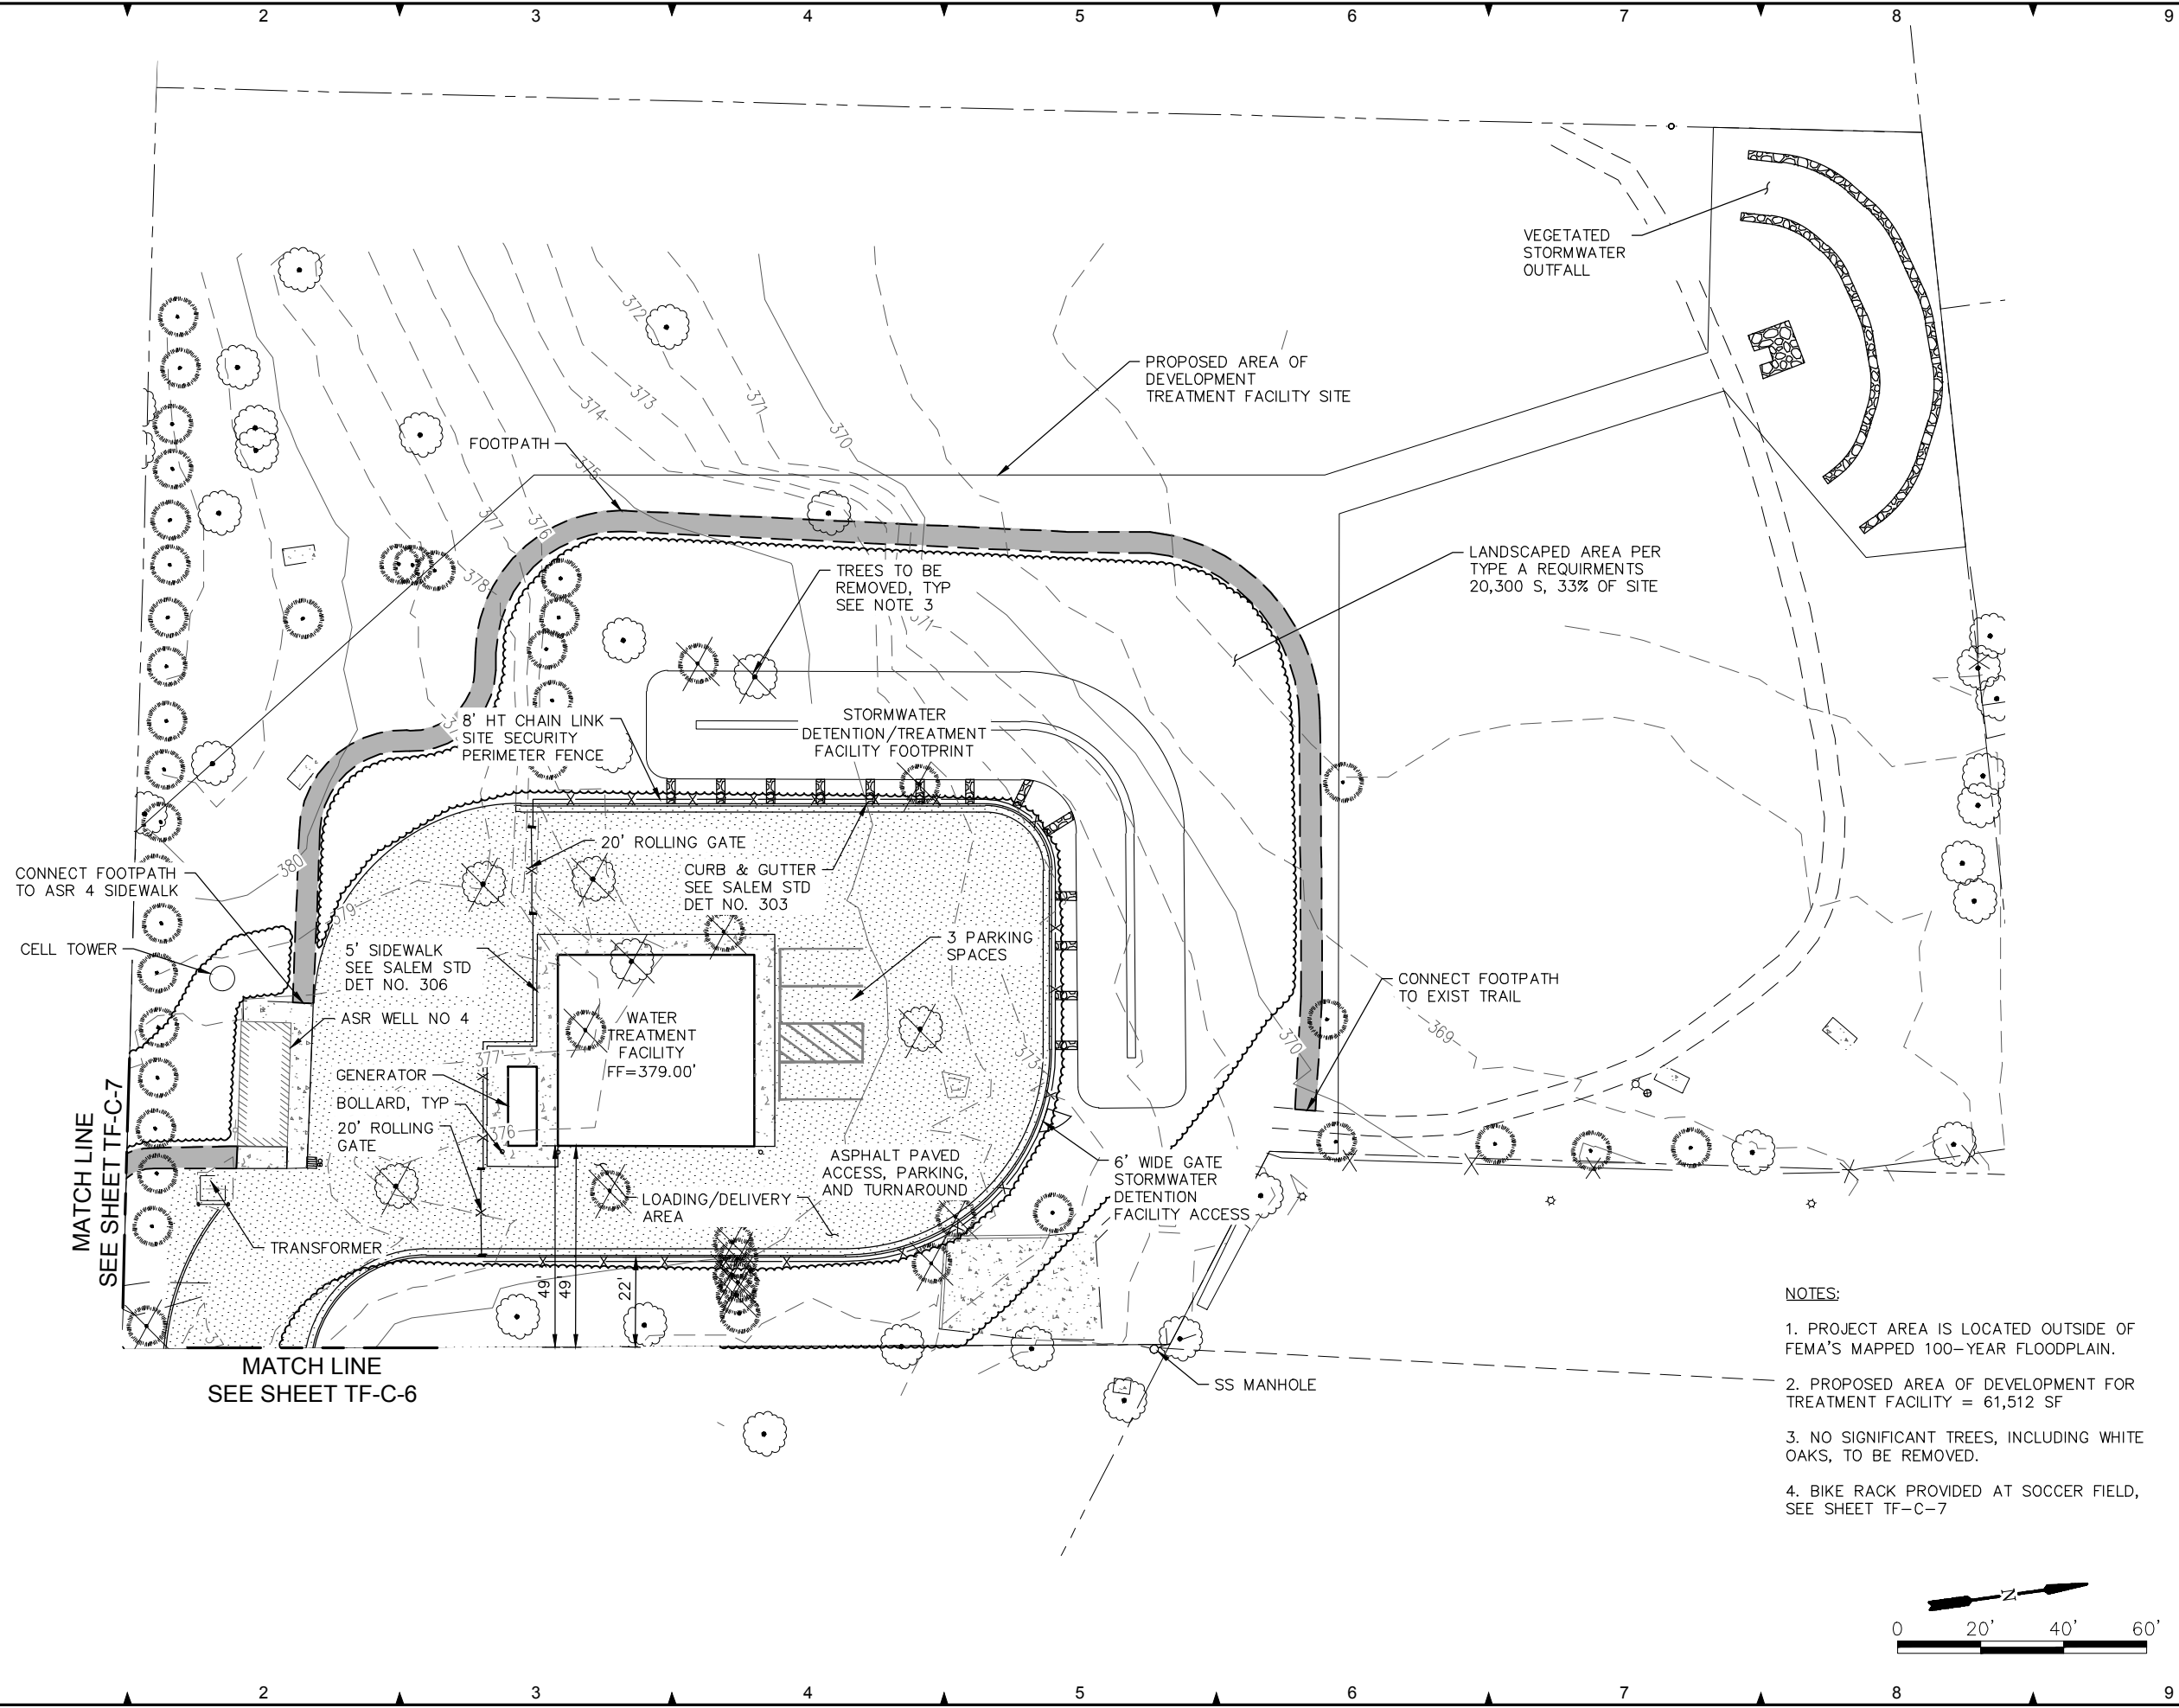 2 3 4 5 6 7 8 9
VEGETATED
STORMWATER
OUTFALL
PROPOSED AREA OF
DEVELOPMENT
TREATMENT FACILITY SITE
372
373
374
371
370
375
376
377
378
FOOTPATH
TREES TO BE
REMOVED, TYP
SEE NOTE 3
371
LANDSCAPED AREA PER
TYPE A REQUIRMENTS
20,300 S, 33% OF SITE
8' HT CHAIN LINK
SITE SECURITY
PERIMETER FENCE
STORMWATER
DETENTION/TREATMENT
FACILITY FOOTPRINT
20' ROLLING GATE
CURB & GUTTER
SEE SALEM STD
DET NO. 303
380
379
CONNECT FOOTPATH
TO ASR 4 SIDEWALK
CELL TOWER
5' SIDEWALK
SEE SALEM STD
DET NO. 306
ASR WELL NO 4
3 PARKING
SPACES
CONNECT FOOTPATH
TO EXIST TRAIL
WATER
TREATMENT
FACILITY
FF=379.00'
377
373
370
369
GENERATOR
BOLLARD, TYP
20' ROLLING
GATE
376
MATCH LINE
SEE SHEET TF-C-7
ASPHALT PAVED
ACCESS, PARKING,
AND TURNAROUND
LOADING/DELIVERY
AREA
6' WIDE GATE
STORMWATER
DETENTION
FACILITY ACCESS
TRANSFORMER
49'
49'
22'
MATCH LINE
SEE SHEET TF-C-6
SS MANHOLE
NOTES:
1. PROJECT AREA IS LOCATED OUTSIDE OF
FEMA'S MAPPED 100-YEAR FLOODPLAIN.
2. PROPOSED AREA OF DEVELOPMENT FOR
TREATMENT FACILITY = 61,512 SF
3. NO SIGNIFICANT TREES, INCLUDING WHITE
OAKS, TO BE REMOVED.
4. BIKE RACK PROVIDED AT SOCCER FIELD,
SEE SHEET TF-C-7
N
0 20' 40' 60'
2 3 4 5 6 7 8 9